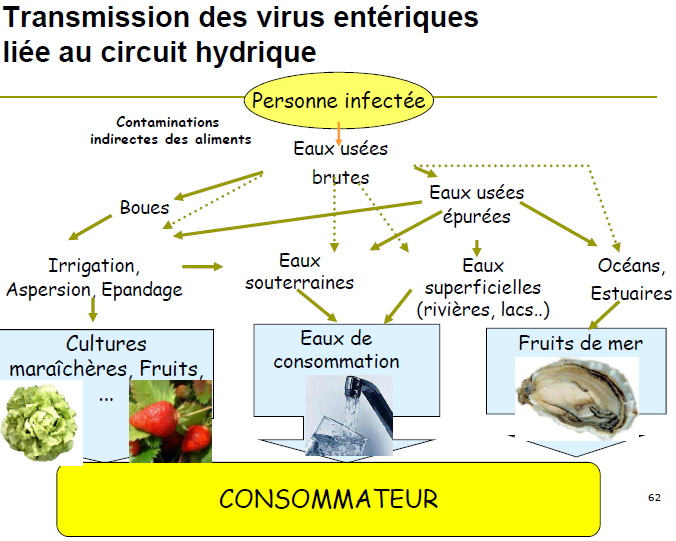 Transmission des virus entériques
liée au circuit hydrique
Personne infectée
Contaminations
indirectes des aliments
Eaux usées
brutes
Boues
Eaux usées
épurées
Irrigation,
Aspersion, Epandage
Eaux
souterraines
Eaux
superficielles
(rivières, lacs..)
Océans,
Estuaires
Cultures
maraîchères, Fruits,
...
Eaux de
consommation
Fruits de mer
CONSOMMATEUR
62